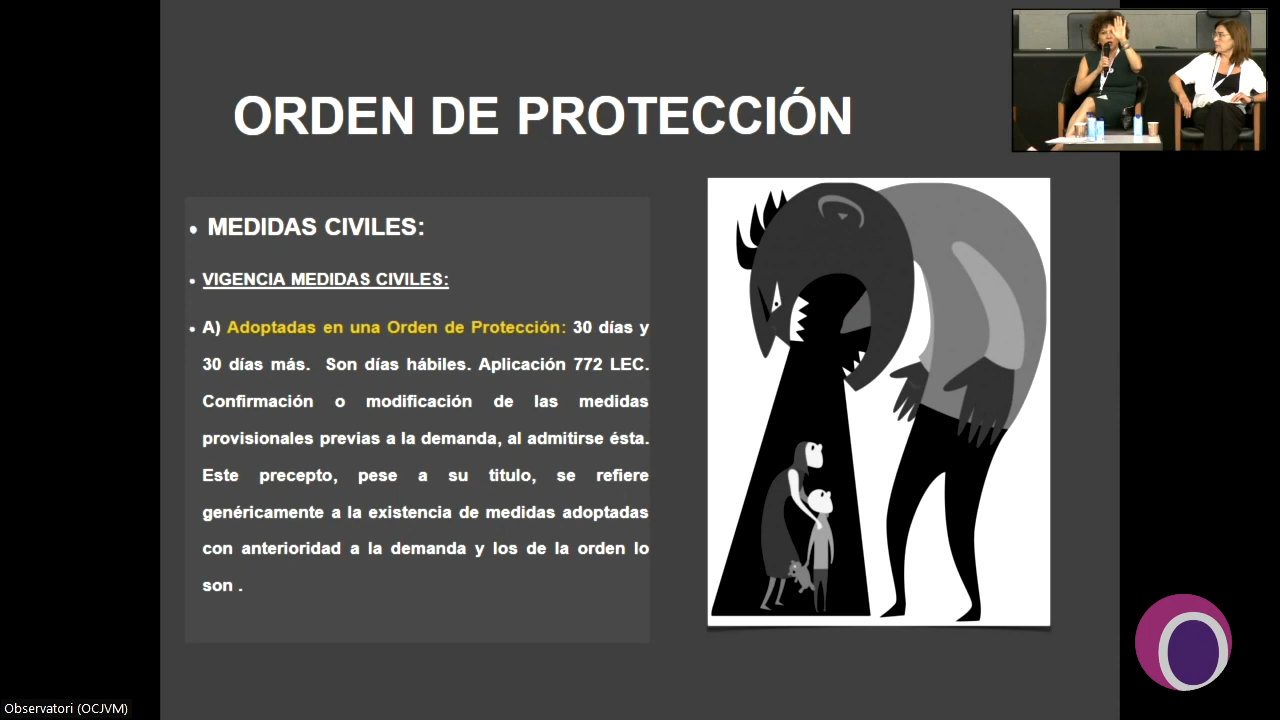 ORDEN DE PROTECCIÓN
• MEDIDAS CIVILES:
• VIGENCIA MEDIDAS CIVILES:
• A) Adoptadas en una Orden de Protección: 30 días y
30 días más. Son días hábiles. Aplicación 772 LEC.
Confirmación o modificación de las medidas
provisionales previas a la demanda, al admitirse ésta.
Este precepto, pese a su titulo, se refiere
genéricamente a la existencia de medidas adoptadas
con anterioridad a la demanda y los de la orden lo
son .
Observatori (OCJVM)